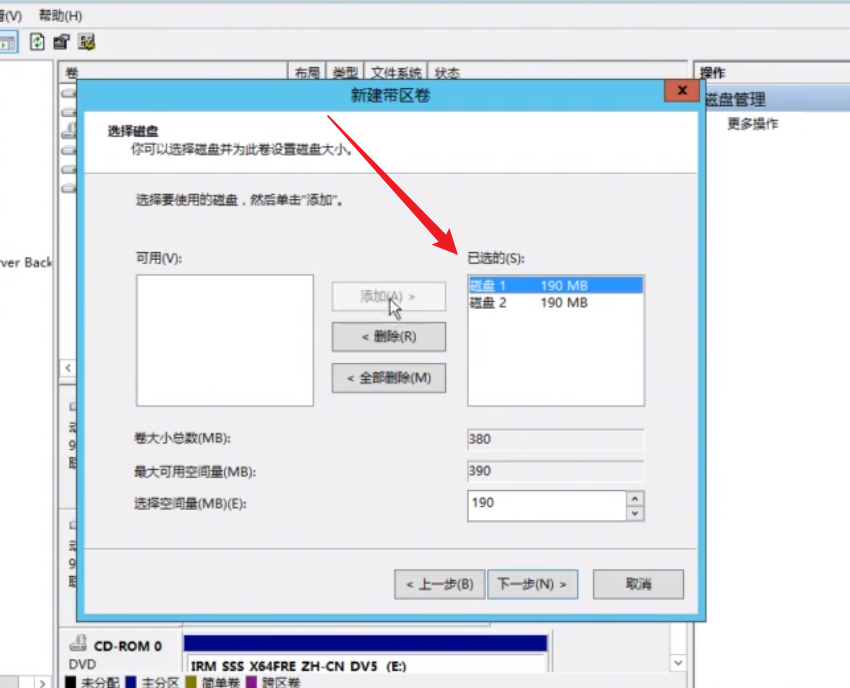 帮助(H)
卷 布局 类型 文件系统 状态
操作
新建带区卷
磁盘管理
更多操作
选择磁盘
你可以选择磁盘并为此卷设置磁盘大小。
选择要使用的磁盘，然后单击"添加"。
ver Back
可用(V):
已选的(S):
添加(A) >
磁盘 1 190 MB
磁盘 2 190 MB
< 删除(R)
< 全部删除(M)
卷大小总数(MB): 380
最大可用空间量(MB): 390
选择空间量(MB)(E): 190
< 上一步(B) 下一步(N) > 取消
CD-ROM 0
DVD
IRM_SSS_X64FRE_ZH-CN_DV5 (E:)
未分配 主分区 简单卷 跨区卷